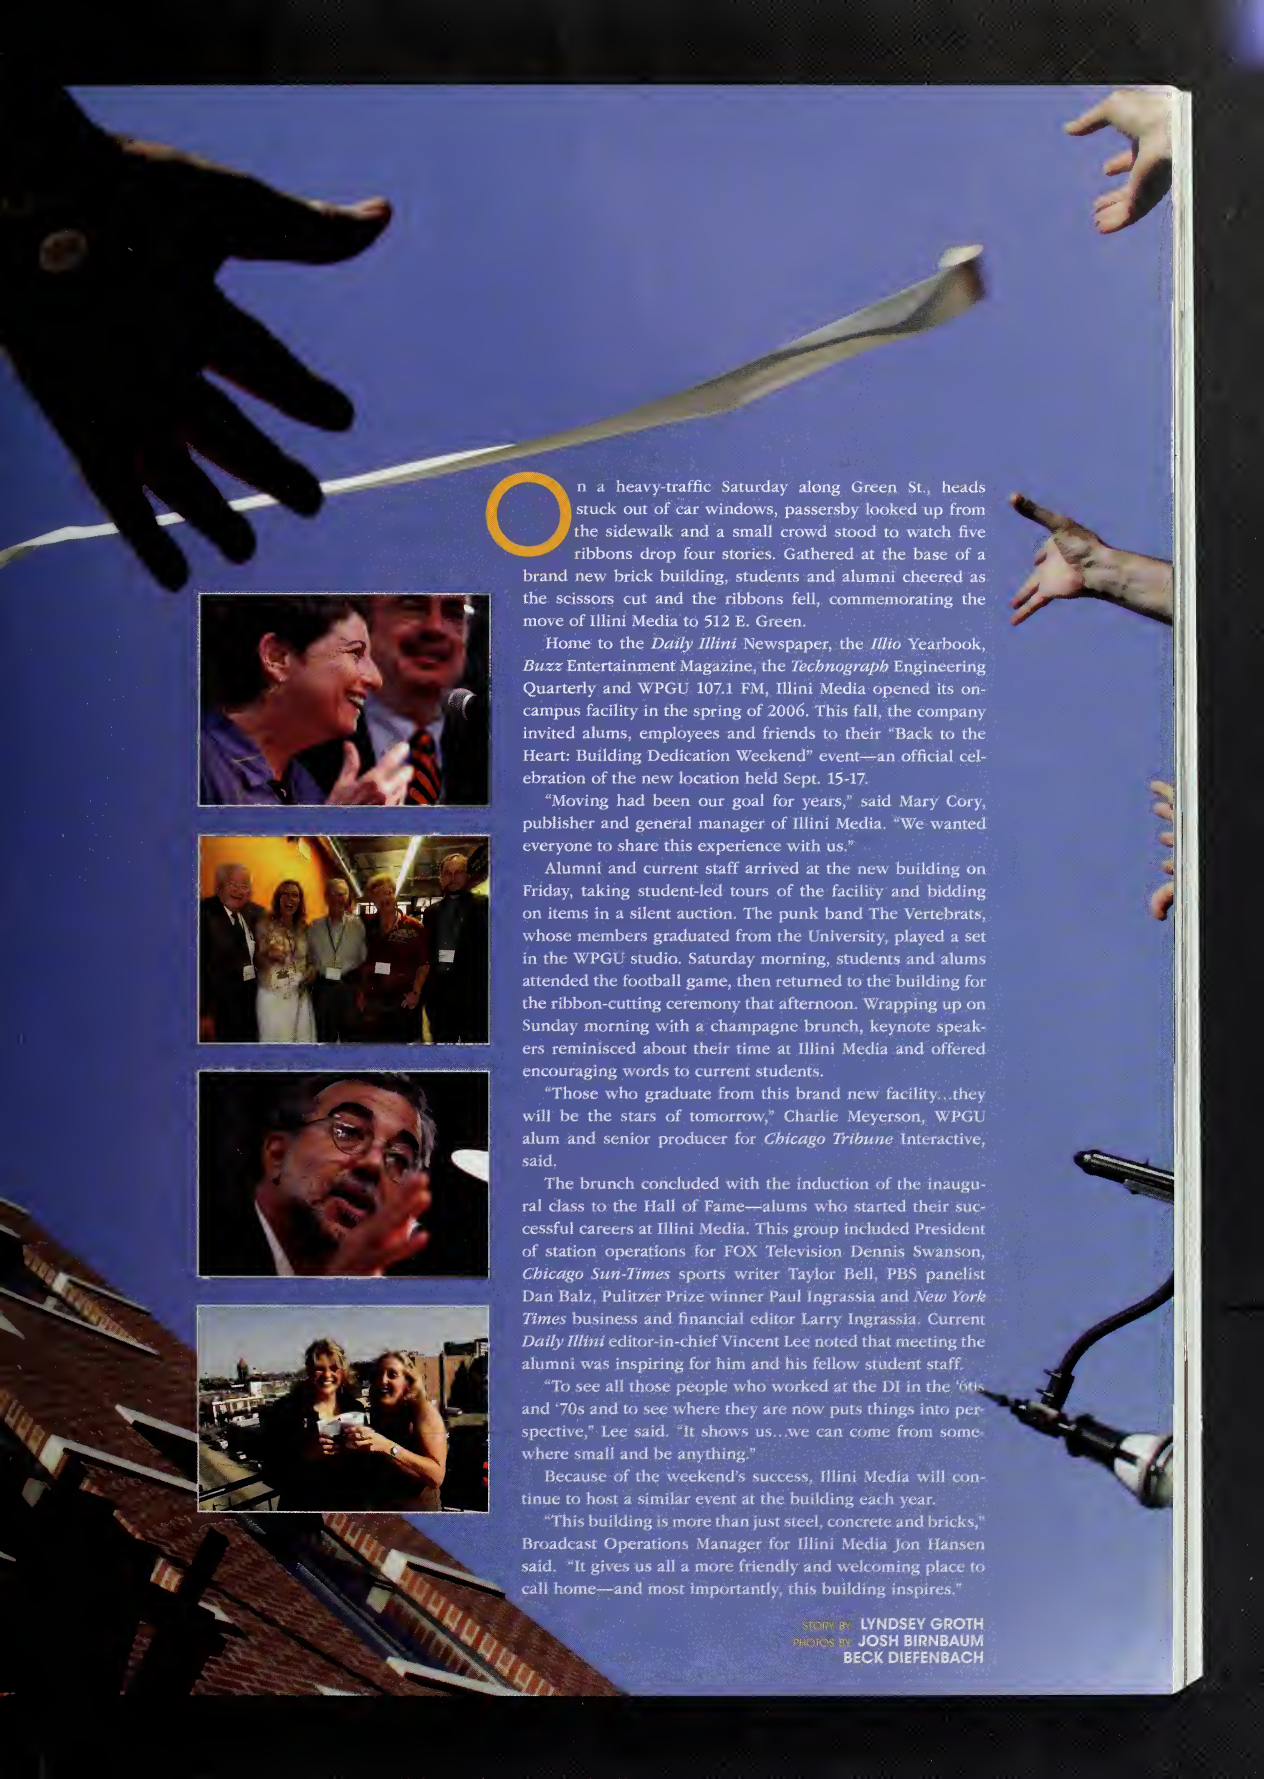 On a heavy-traffic Saturday along Green St., heads
stuck out of car windows, passersby looked up from
the sidewalk and a small crowd stood to watch five
ribbons drop four stories. Gathered at the base of a
brand new brick building, students and alumni cheered as
the scissors cut and the ribbons fell, commemorating the
move of Illini Media to 512 E. Green.
Home to the Daily Illini Newspaper, the Illio Yearbook,
Buzz Entertainment Magazine, the Technograph Engineering
Quarterly and WPGU 107.1 FM, Illini Media opened its on-
campus facility in the spring of 2006. This fall, the company
invited alums, employees and friends to their “Back to the
Heart: Building Dedication Weekend” event—an official cel-
ebration of the new location held Sept. 15-17.
“Moving had been our goal for years,” said Mary Cory,
publisher and general manager of Illini Media. “We wanted
everyone to share this experience with us.”
Alumni and current staff arrived at the new building on
Friday, taking student-led tours of the facility and bidding
on items in a silent auction. The punk band The Vertebrats,
whose members graduated from the University, played a set
in the WPGU studio. Saturday morning, students and alums
attended the football game, then returned to the building for
the ribbon-cutting ceremony that afternoon. Wrapping up on
Sunday morning with a champagne brunch, keynote speak-
ers reminisced about their time at Illini Media and offered
encouraging words to current students.
“Those who graduate from this brand new facility...they
will be the stars of tomorrow,” Charlie Meyerson, WPGU
alum and senior producer for Chicago Tribune Interactive,
said.
The brunch concluded with the induction of the inaugu-
ral class to the Hall of Fame—alums who started their suc-
cessful careers at Illini Media. This group included President
of station operations for FOX Television Dennis Swanson,
Chicago Sun-Times sports writer Taylor Bell, PBS panelist
Dan Balz, Pulitzer Prize winner Paul Ingrassia and New York
Times business and financial editor Larry Ingrassia. Current
Daily Illini editor-in-chief Vincent Lee noted that meeting the
alumni was inspiring for him and his fellow student staff.
“To see all those people who worked at the DI in the ‘60s
and ‘70s and to see where they are now puts things into per-
spective,” Lee said. “It shows us...we can come from some-
where small and be anything.”
Because of the weekend’s success, Illini Media will con-
tinue to host a similar event at the building each year.
“This building is more than just steel, concrete and bricks,”
Broadcast Operations Manager for Illini Media Jon Hansen
said. “It gives us all a more friendly and welcoming place to
call home—and most importantly, this building inspires.”
STORY BY LYNDSEY GROTH
PHOTOS BY JOSH BIRNBAUM
BECK DIEFENBACH